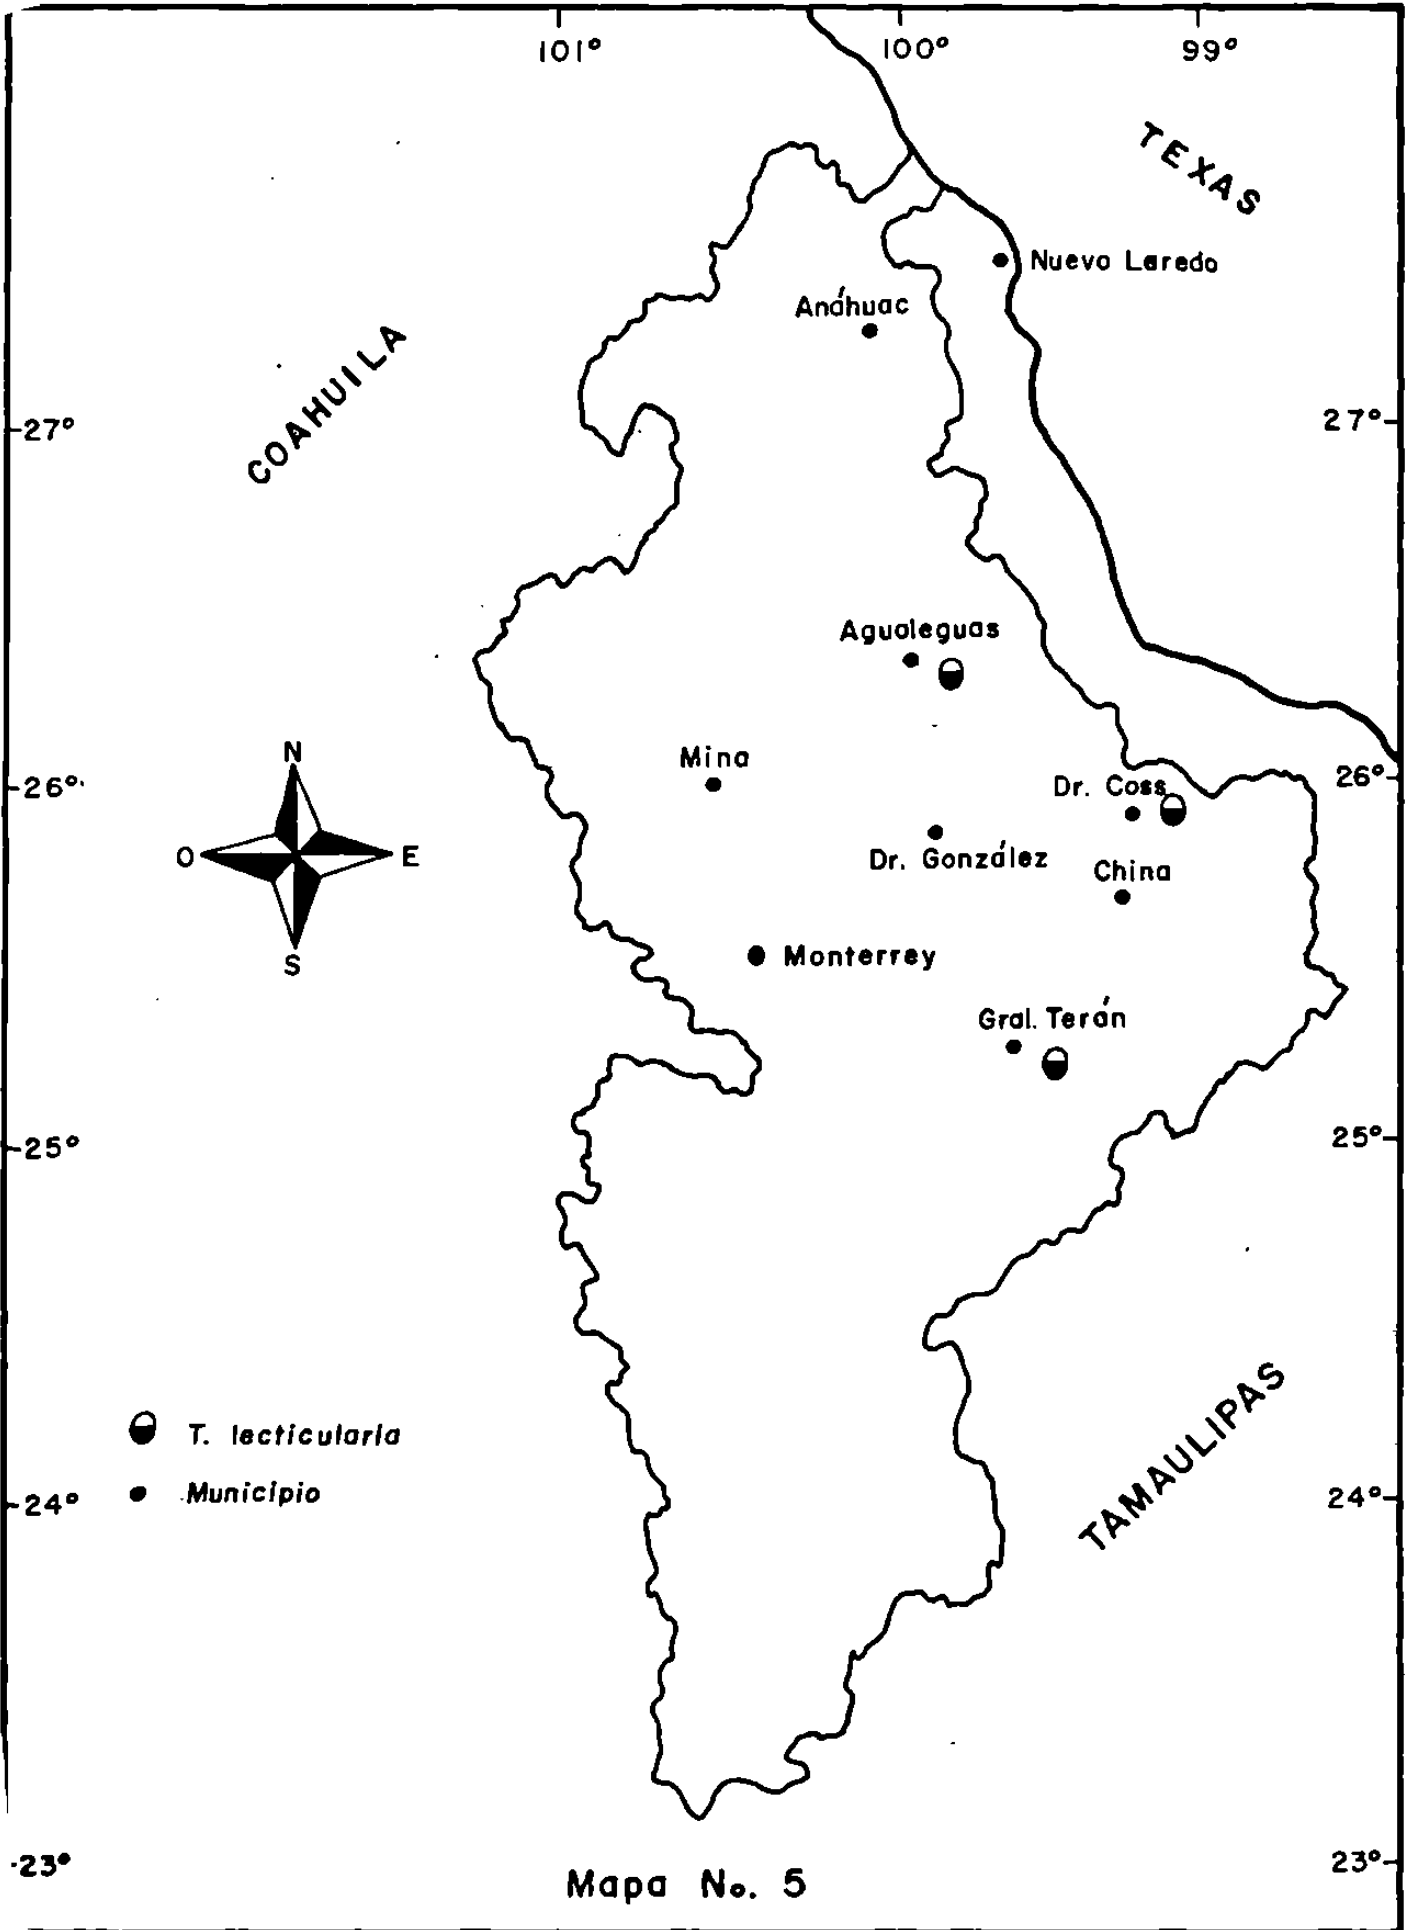 101° 100° 99°
TEXAS
Nuevo Laredo
Anáhuac
COAHUILA
27° 27°
Agualeguas
N
Mina
26° 26°
Dr. Coss
O E
Dr. González
China
S
Monterrey
Gral. Terán
25° 25°
TAMAULIPAS
T. lecticularia
Municipio
24° 24°
23° 23°
Mapa No. 5